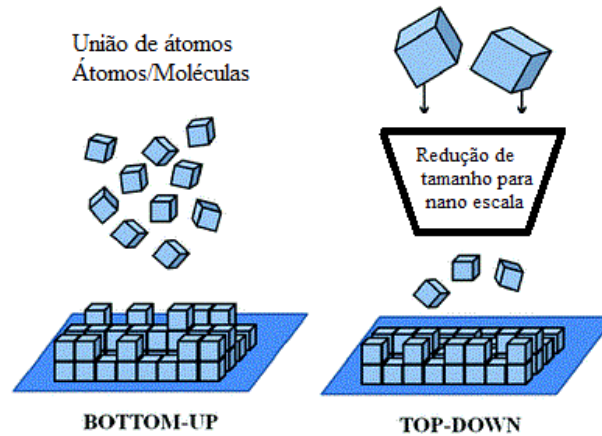 União de átomos
Átomos/Moléculas
Redução de
tamanho para
nano escala
BOTTOM-UP
TOP-DOWN